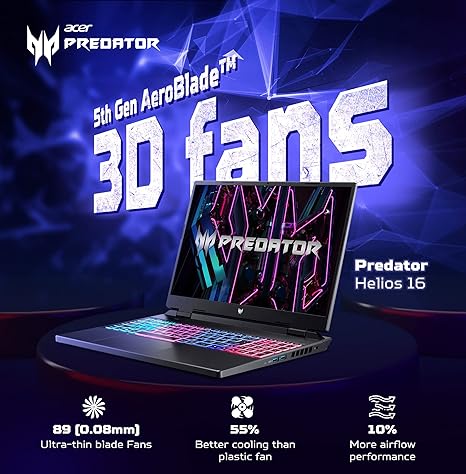 acer
PREDATOR
5th Gen AeroBlade™
3D fans
PREDATOR
Predator
Helios 16
89 (0.08mm)
Ultra-thin blade Fans
55%
Better cooling than
plastic fan
10%
More airflow
performance